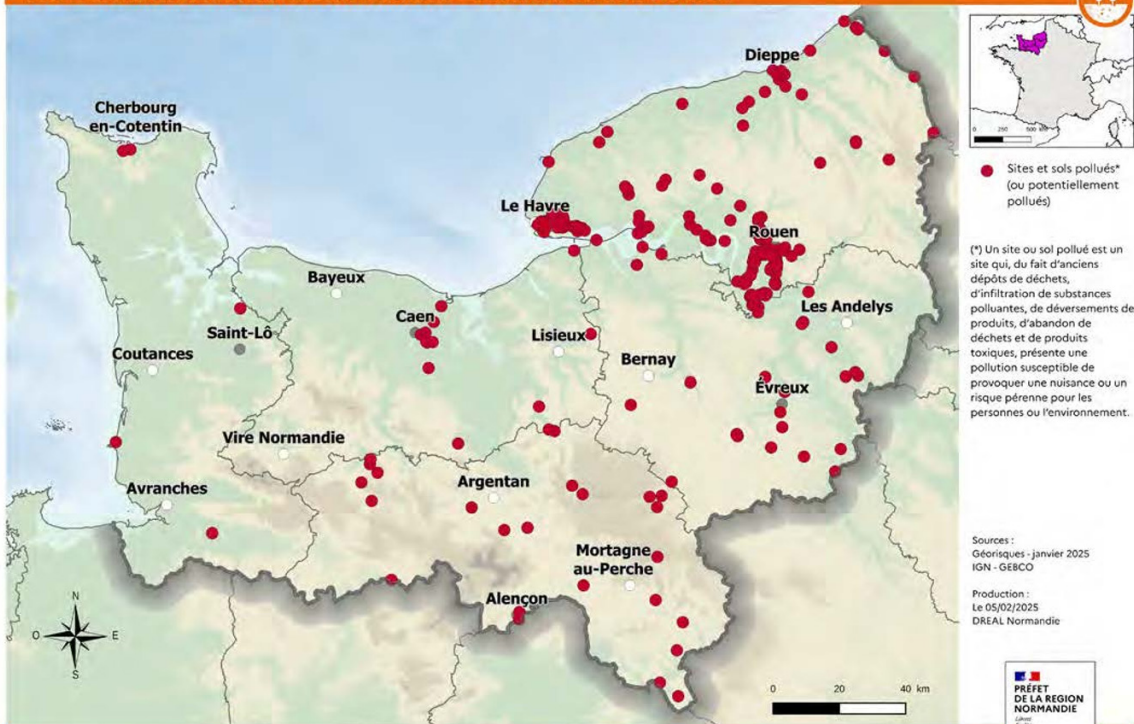 Dieppe
Cherbourg
en-Cotentin
Le Havre
Rouen
Bayeux
Les Andelys
Caen
Saint-Lô
Lisieux
Coutances
Bernay
Évreux
Vire Normandie
Argentan
Avranches
Mortagne
au-Perche
Alençon
N
O
E
S
0 20 40 km
0 250 500 km
Sites et sols pollués*
(ou potentiellement
pollués)
(*) Un site ou sol pollué est un
site qui, du fait d'anciens
dépôts de déchets,
d'infiltration de substances
polluantes, de déversements de
produits, d'abandon de
déchets et de produits
toxiques, présente une
pollution susceptible de
provoquer une nuisance ou un
risque pérenne pour les
personnes ou l'environnement.
Sources :
Géorisques - janvier 2025
IGN - GEBCO
Production :
Le 05/02/2025
DREAL Normandie
PRÉFET
DE LA REGION
NORMANDIE